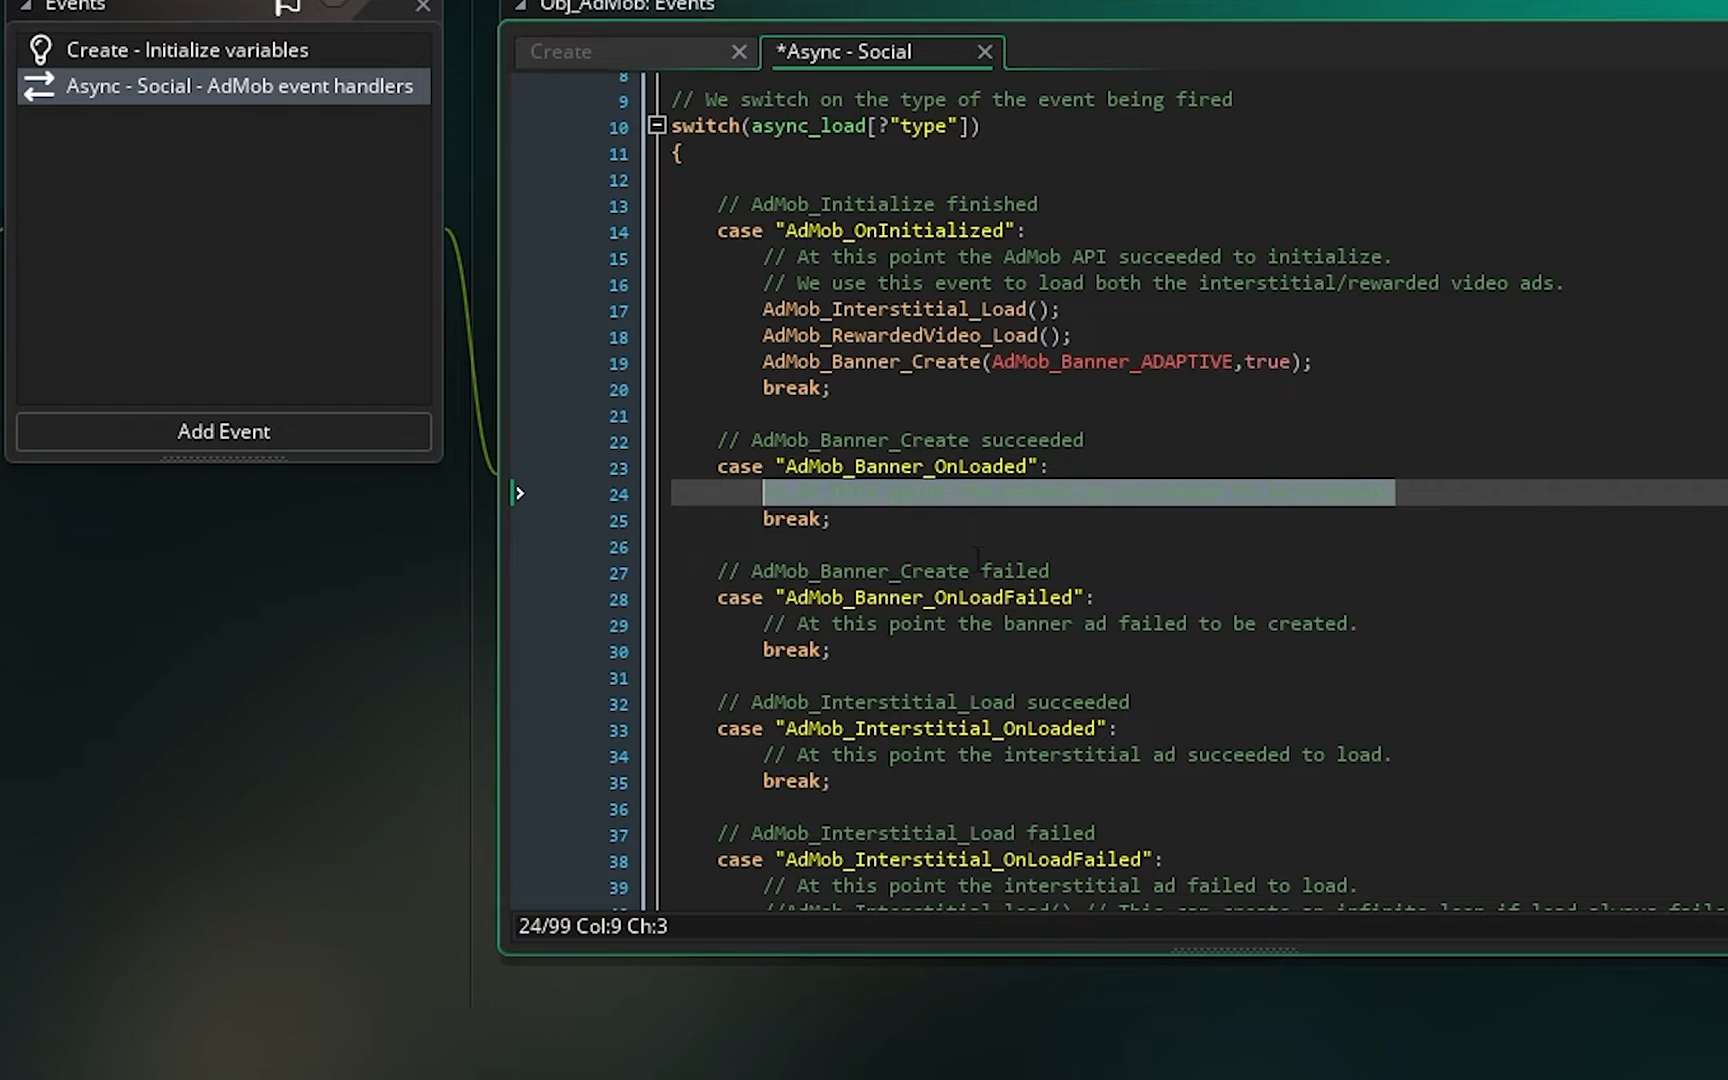 Events
Create - Initialize variables
Async - Social - AdMob event handlers
Add Event
Obj_AdMob: Events
Create
*Async - Social
8
9 // We switch on the type of the event being fired
10 switch(async_load[?"type"])
11 {
12
13 // AdMob_Initialize finished
14 case "AdMob_OnInitialized":
15 // At this point the AdMob API succeeded to initialize.
16 // We use this event to load both the interstitial/rewarded video ads.
17 AdMob_Interstitial_Load();
18 AdMob_RewardedVideo_Load();
19 AdMob_Banner_Create(AdMob_Banner_ADAPTIVE,true);
20 break;
21
22 // AdMob_Banner_Create succeeded
23 case "AdMob_Banner_OnLoaded":
24
25 break;
26
27 // AdMob_Banner_Create failed
28 case "AdMob_Banner_OnLoadFailed":
29 // At this point the banner ad failed to be created.
30 break;
31
32 // AdMob_Interstitial_Load succeeded
33 case "AdMob_Interstitial_OnLoaded":
34 // At this point the interstitial ad succeeded to load.
35 break;
36
37 // AdMob_Interstitial_Load failed
38 case "AdMob_Interstitial_OnLoadFailed":
39 // At this point the interstitial ad failed to load.
24/99 Col:9 Ch:3